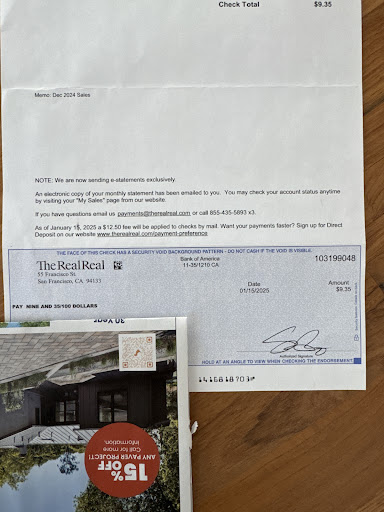 Check Total $9.35
Memo: Dec 2024 Sales
NOTE: We are now sending e-statements exclusively.
An electronic copy of your monthly statement has been emailed to you. You may check your account status anytime
by visiting your "My Sales" page from our website.
If you have questions email us payments@therealreal.com or call 855-435-5893 x3.
As of January 15, 2025 a $12.50 fee will be applied to checks by mail. Want your payments faster? Sign up for Direct
Deposit on our website www.therealreal.com/payment-preference
THE FACE OF THIS CHECK HAS A SECURITY VOID BACKGROUND PATTERN - DO NOT CASH IF THE VOID IS VISIBLE.
The RealReal
55 Francisco St.
San Francisco, CA 94133
Bank of America
11-35/1210 CA
103199048
Date
01/15/2025
Amount
$9.35
PAY NINE AND 35/100 DOLLARS
Authorized Signature
HOLD AT AN ANGLE TO VIEW WHEN CHECKING THE ENDORSEMENT
30 Year
15%
OFF
ANY PAVER PROJECT!
Call for more
information.